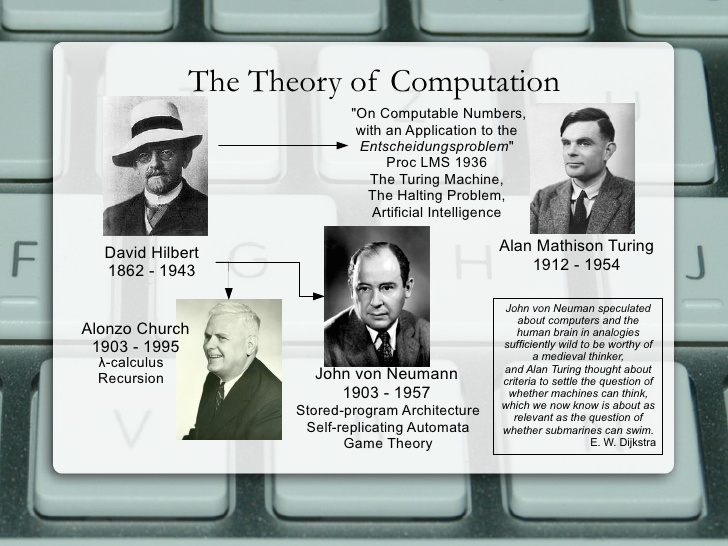 The Theory of Computation
"On Computable Numbers,
with an Application to the
Entscheidungsproblem"
Proc LMS 1936
The Turing Machine,
The Halting Problem,
Artificial Intelligence
David Hilbert
1862 - 1943
Alan Mathison Turing
1912 - 1954
Alonzo Church
1903 - 1995
λ-calculus
Recursion
John von Neumann
1903 - 1957
Stored-program Architecture
Self-replicating Automata
Game Theory
John von Neuman speculated
about computers and the
human brain in analogies
sufficiently wild to be worthy of
a medieval thinker,
and Alan Turing thought about
criteria to settle the question of
whether machines can think,
which we now know is about as
relevant as the question of
whether submarines can swim.
E. W. Dijkstra
F
G
H
J
V
U